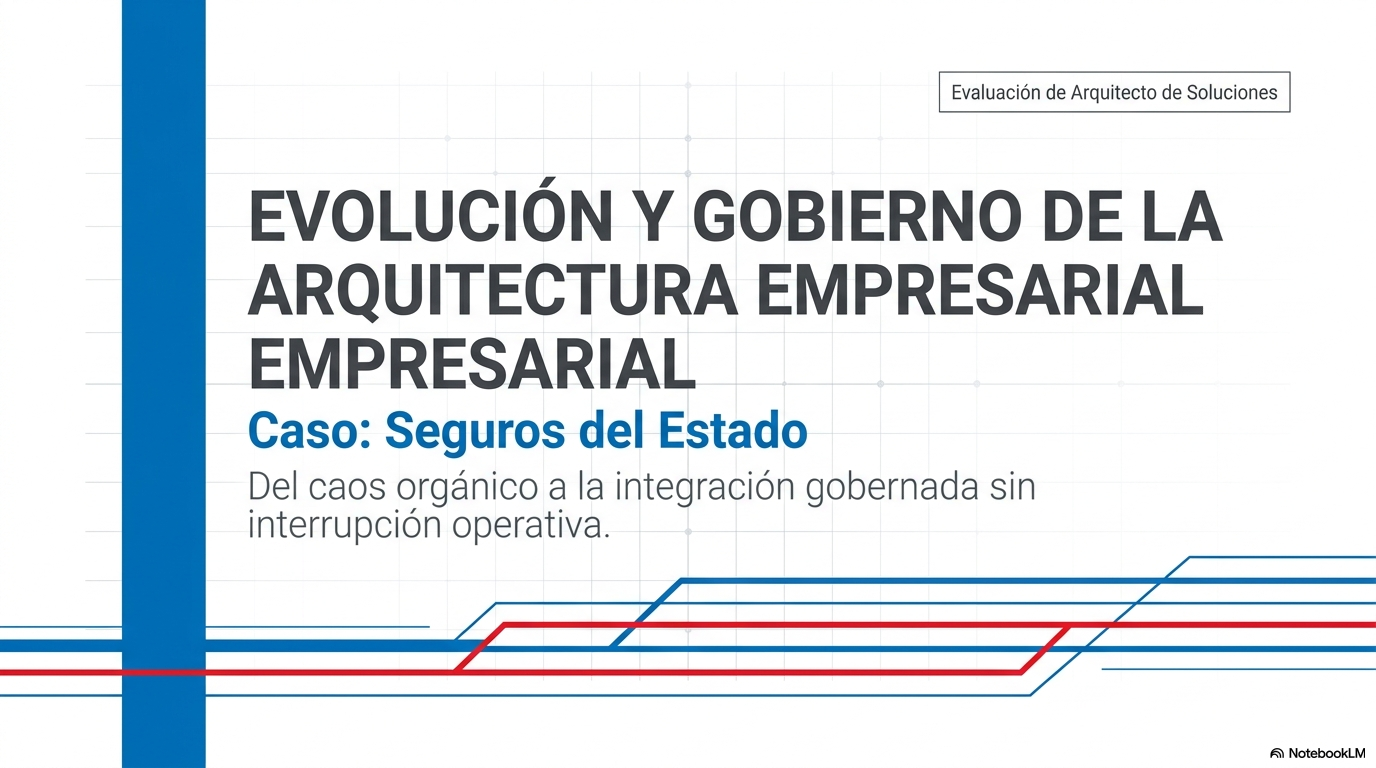 Evaluación de Arquitecto de Soluciones
EVOLUCIÓN Y GOBIERNO DE LA
ARQUITECTURA EMPRESARIAL
EMPRESARIAL
Caso: Seguros del Estado
Del caos orgánico a la integración gobernada sin
interrupción operativa.
NotebookLM